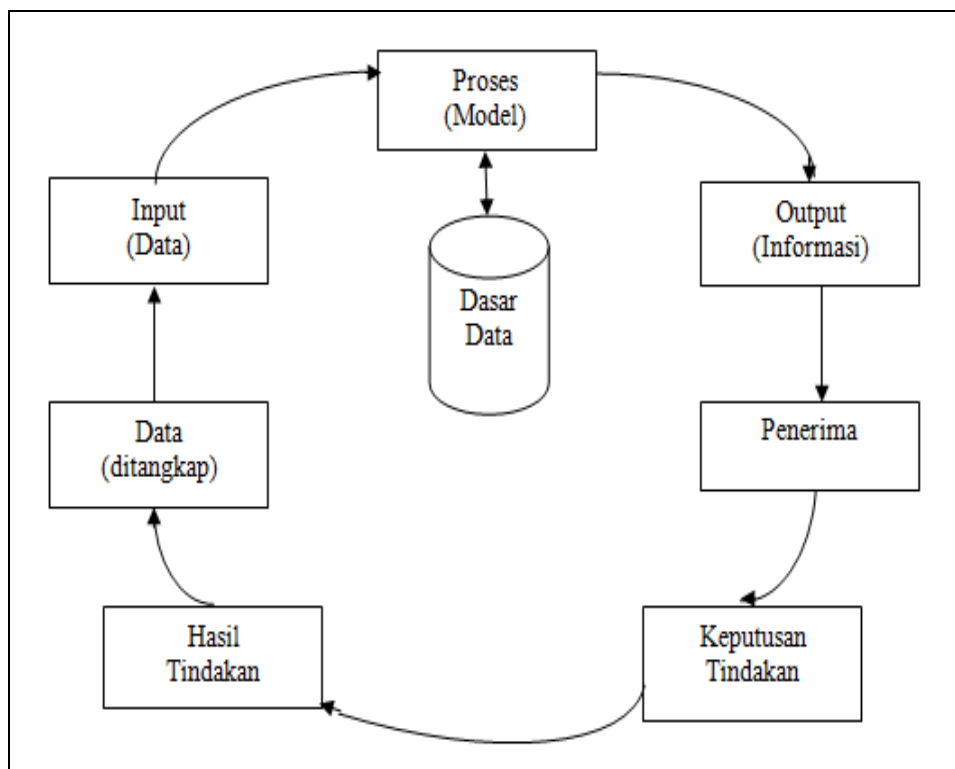 Proses
(Model)
Input
(Data)
Output
(Informasi)
Dasar
Data
Data
(ditangkap)
Penerima
Hasil
Tindakan
Keputusan
Tindakan